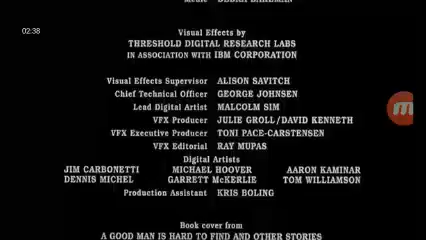 02:38
Visual Effects by
THRESHOLD DIGITAL RESEARCH LABS
IN ASSOCIATION WITH IBM CORPORATION
Visual Effects Supervisor ALISON SAVITCH
Chief Technical Officer GEORGE JOHNSEN
Lead Digital Artist MALCOLM SIM
VFX Producer JULIE GROLL/DAVID KENNETH
VFX Executive Producer TONI PACE-CARSTENSEN
VFX Editorial RAY MUPAS
Digital Artists
JIM CARBONETTI MICHAEL HOOVER AARON KAMINAR
DENNIS MICHEL GARRETT McKERLIE TOM WILLIAMSON
Production Assistant KRIS BOLING
Book cover from
A GOOD MAN IS HARD TO FIND AND OTHER STORIES